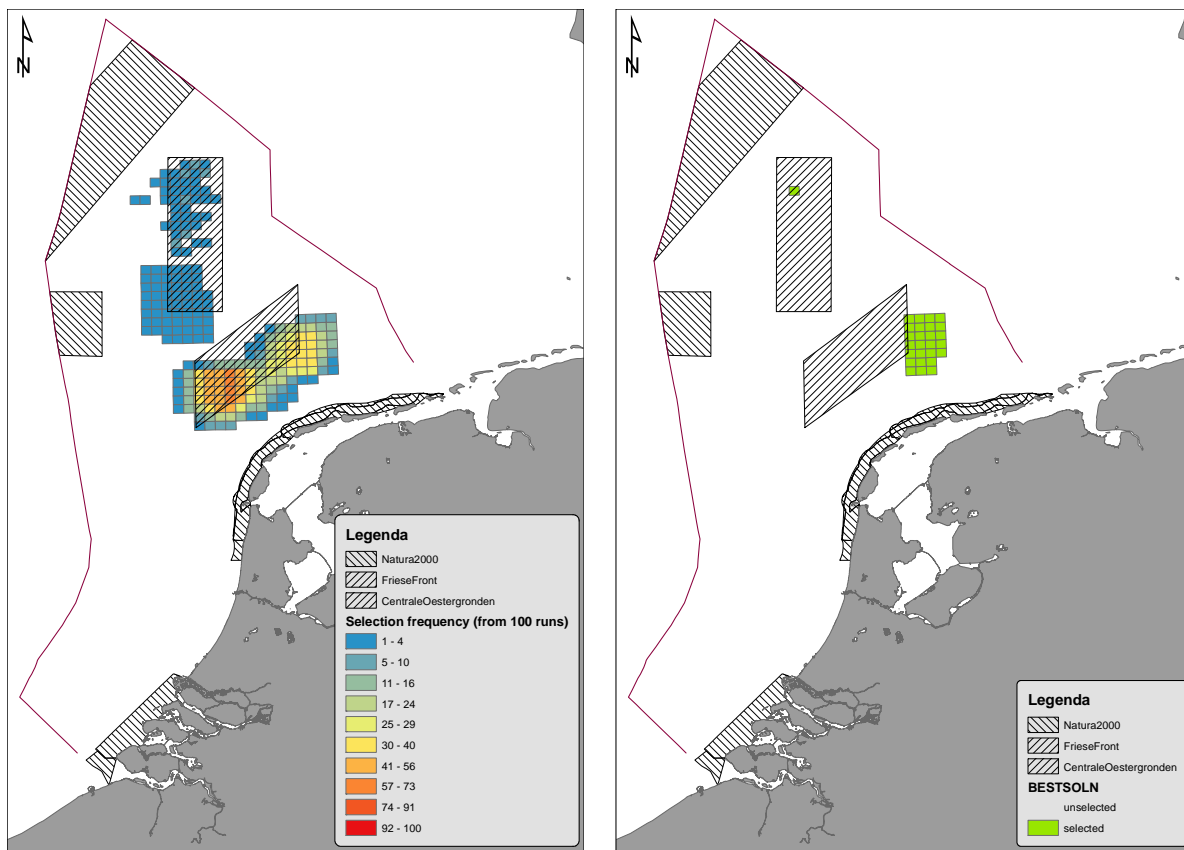 N
Legenda
Natura2000
FrieseFront
CentraleOestergronden
Selection frequency (from 100 runs)
1 - 4
5 - 10
11 - 16
17 - 24
25 - 29
30 - 40
41 - 56
57 - 73
74 - 91
92 - 100
N
Legenda
Natura2000
FrieseFront
CentraleOestergronden
BESTSOLN
unselected
selected